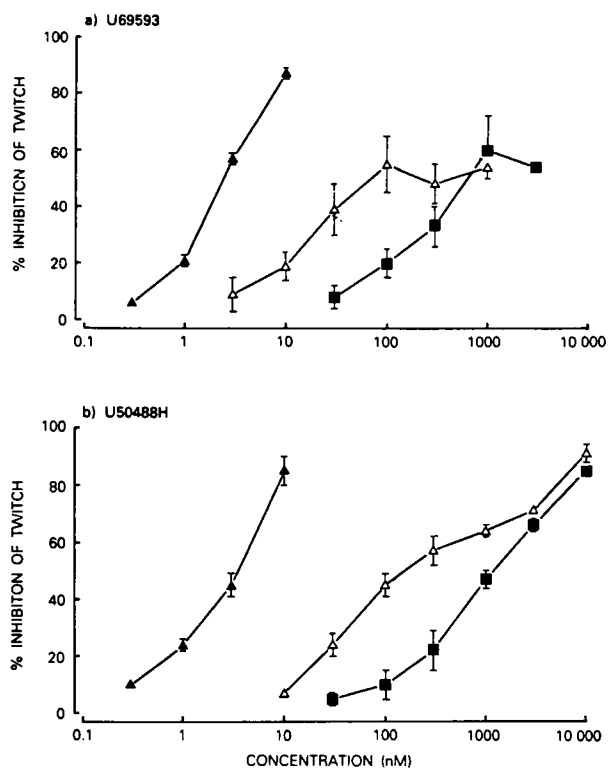 a) U69593
% INHIBITION OF TWITCH
100
80
60
40
20
0
0.1 1 10 100 1000 10 000
b) U50488H
% INHIBITON OF TWITCH
100
80
60
40
20
0
0.1 1 10 100 1000 10 000
CONCENTRATION (nM)